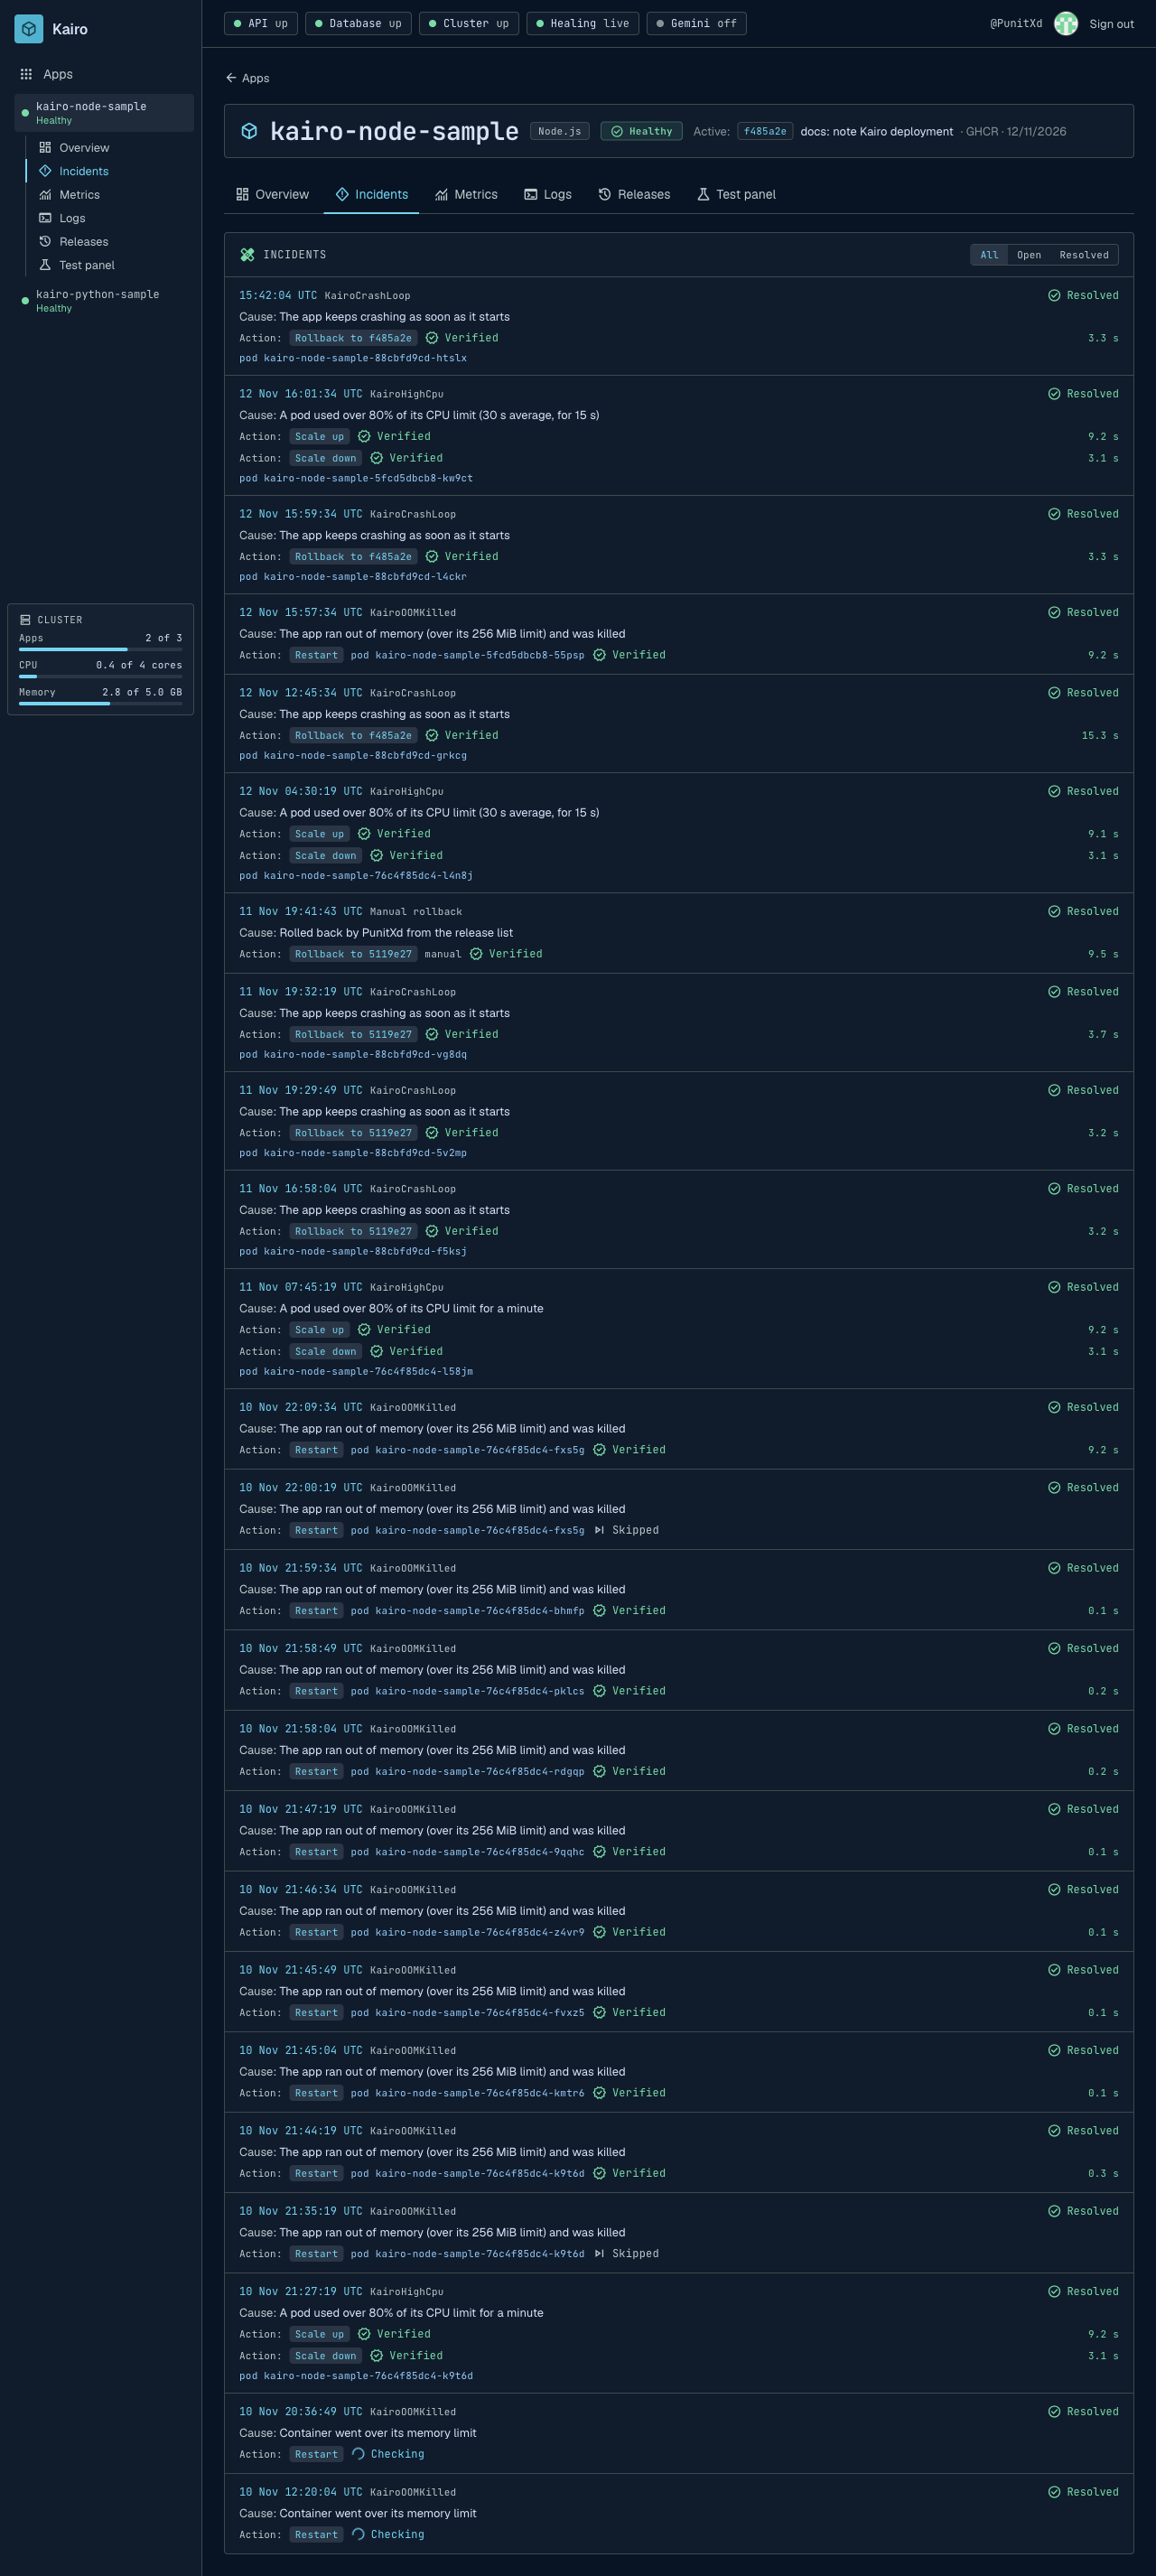 Kairo
Apps
kairo-node-sample
Healthy
Overview
Incidents
Metrics
Logs
Releases
Test panel
kairo-python-sample
Healthy
CLUSTER
Apps 2 of 3
CPU 0.4 of 4 cores
Memory 2.8 of 5.0 GB
API up Database up Cluster up Healing live Gemini off @PunitXd Sign out
← Apps
kairo-node-sample Node.js Healthy Active: f485a2e docs: note Kairo deployment · GHCR · 12/11/2026
Overview Incidents Metrics Logs Releases Test panel
INCIDENTS All Open Resolved
15:42:04 UTC KairoCrashLoop Resolved
Cause: The app keeps crashing as soon as it starts
Action: Rollback to f485a2e Verified 3.3 s
pod kairo-node-sample-88cbfd9cd-htslx
12 Nov 16:01:34 UTC KairoHighCpu Resolved
Cause: A pod used over 80% of its CPU limit (30 s average, for 15 s)
Action: Scale up Verified 9.2 s
Action: Scale down Verified 3.1 s
pod kairo-node-sample-5fcd5dbcb8-kw9ct
12 Nov 15:59:34 UTC KairoCrashLoop Resolved
Cause: The app keeps crashing as soon as it starts
Action: Rollback to f485a2e Verified 3.3 s
pod kairo-node-sample-88cbfd9cd-l4ckr
12 Nov 15:57:34 UTC KairoOOMKilled Resolved
Cause: The app ran out of memory (over its 256 MiB limit) and was killed
Action: Restart pod kairo-node-sample-5fcd5dbcb8-55psp Verified 9.2 s
12 Nov 12:45:34 UTC KairoCrashLoop Resolved
Cause: The app keeps crashing as soon as it starts
Action: Rollback to f485a2e Verified 15.3 s
pod kairo-node-sample-88cbfd9cd-grkcg
12 Nov 04:30:19 UTC KairoHighCpu Resolved
Cause: A pod used over 80% of its CPU limit (30 s average, for 15 s)
Action: Scale up Verified 9.1 s
Action: Scale down Verified 3.1 s
pod kairo-node-sample-76c4f85dc4-l4n8j
11 Nov 19:41:43 UTC Manual rollback Resolved
Cause: Rolled back by PunitXd from the release list
Action: Rollback to 5119e27 manual Verified 9.5 s
11 Nov 19:32:19 UTC KairoCrashLoop Resolved
Cause: The app keeps crashing as soon as it starts
Action: Rollback to 5119e27 Verified 3.7 s
pod kairo-node-sample-88cbfd9cd-vg8dq
11 Nov 19:29:49 UTC KairoCrashLoop Resolved
Cause: The app keeps crashing as soon as it starts
Action: Rollback to 5119e27 Verified 3.2 s
pod kairo-node-sample-88cbfd9cd-5v2mp
11 Nov 16:58:04 UTC KairoCrashLoop Resolved
Cause: The app keeps crashing as soon as it starts
Action: Rollback to 5119e27 Verified 3.2 s
pod kairo-node-sample-88cbfd9cd-f5ksj
11 Nov 07:45:19 UTC KairoHighCpu Resolved
Cause: A pod used over 80% of its CPU limit for a minute
Action: Scale up Verified 9.2 s
Action: Scale down Verified 3.1 s
pod kairo-node-sample-76c4f85dc4-l58jm
10 Nov 22:09:34 UTC KairoOOMKilled Resolved
Cause: The app ran out of memory (over its 256 MiB limit) and was killed
Action: Restart pod kairo-node-sample-76c4f85dc4-fxs5g Verified 9.2 s
10 Nov 22:00:19 UTC KairoOOMKilled Resolved
Cause: The app ran out of memory (over its 256 MiB limit) and was killed
Action: Restart pod kairo-node-sample-76c4f85dc4-fxs5g Skipped
10 Nov 21:59:34 UTC KairoOOMKilled Resolved
Cause: The app ran out of memory (over its 256 MiB limit) and was killed
Action: Restart pod kairo-node-sample-76c4f85dc4-bhmfp Verified 0.1 s
10 Nov 21:58:49 UTC KairoOOMKilled Resolved
Cause: The app ran out of memory (over its 256 MiB limit) and was killed
Action: Restart pod kairo-node-sample-76c4f85dc4-pklcs Verified 0.2 s
10 Nov 21:58:04 UTC KairoOOMKilled Resolved
Cause: The app ran out of memory (over its 256 MiB limit) and was killed
Action: Restart pod kairo-node-sample-76c4f85dc4-rdgqp Verified 0.2 s
10 Nov 21:47:19 UTC KairoOOMKilled Resolved
Cause: The app ran out of memory (over its 256 MiB limit) and was killed
Action: Restart pod kairo-node-sample-76c4f85dc4-9qqhc Verified 0.1 s
10 Nov 21:46:34 UTC KairoOOMKilled Resolved
Cause: The app ran out of memory (over its 256 MiB limit) and was killed
Action: Restart pod kairo-node-sample-76c4f85dc4-z4vr9 Verified 0.1 s
10 Nov 21:45:49 UTC KairoOOMKilled Resolved
Cause: The app ran out of memory (over its 256 MiB limit) and was killed
Action: Restart pod kairo-node-sample-76c4f85dc4-fvxz5 Verified 0.1 s
10 Nov 21:45:04 UTC KairoOOMKilled Resolved
Cause: The app ran out of memory (over its 256 MiB limit) and was killed
Action: Restart pod kairo-node-sample-76c4f85dc4-kmtr6 Verified 0.1 s
10 Nov 21:44:19 UTC KairoOOMKilled Resolved
Cause: The app ran out of memory (over its 256 MiB limit) and was killed
Action: Restart pod kairo-node-sample-76c4f85dc4-k9t6d Verified 0.3 s
10 Nov 21:35:19 UTC KairoOOMKilled Resolved
Cause: The app ran out of memory (over its 256 MiB limit) and was killed
Action: Restart pod kairo-node-sample-76c4f85dc4-k9t6d Skipped
10 Nov 21:27:19 UTC KairoHighCpu Resolved
Cause: A pod used over 80% of its CPU limit for a minute
Action: Scale up Verified 9.2 s
Action: Scale down Verified 3.1 s
pod kairo-node-sample-76c4f85dc4-k9t6d
10 Nov 20:36:49 UTC KairoOOMKilled Resolved
Cause: Container went over its memory limit
Action: Restart Checking
10 Nov 12:20:04 UTC KairoOOMKilled Resolved
Cause: Container went over its memory limit
Action: Restart Checking